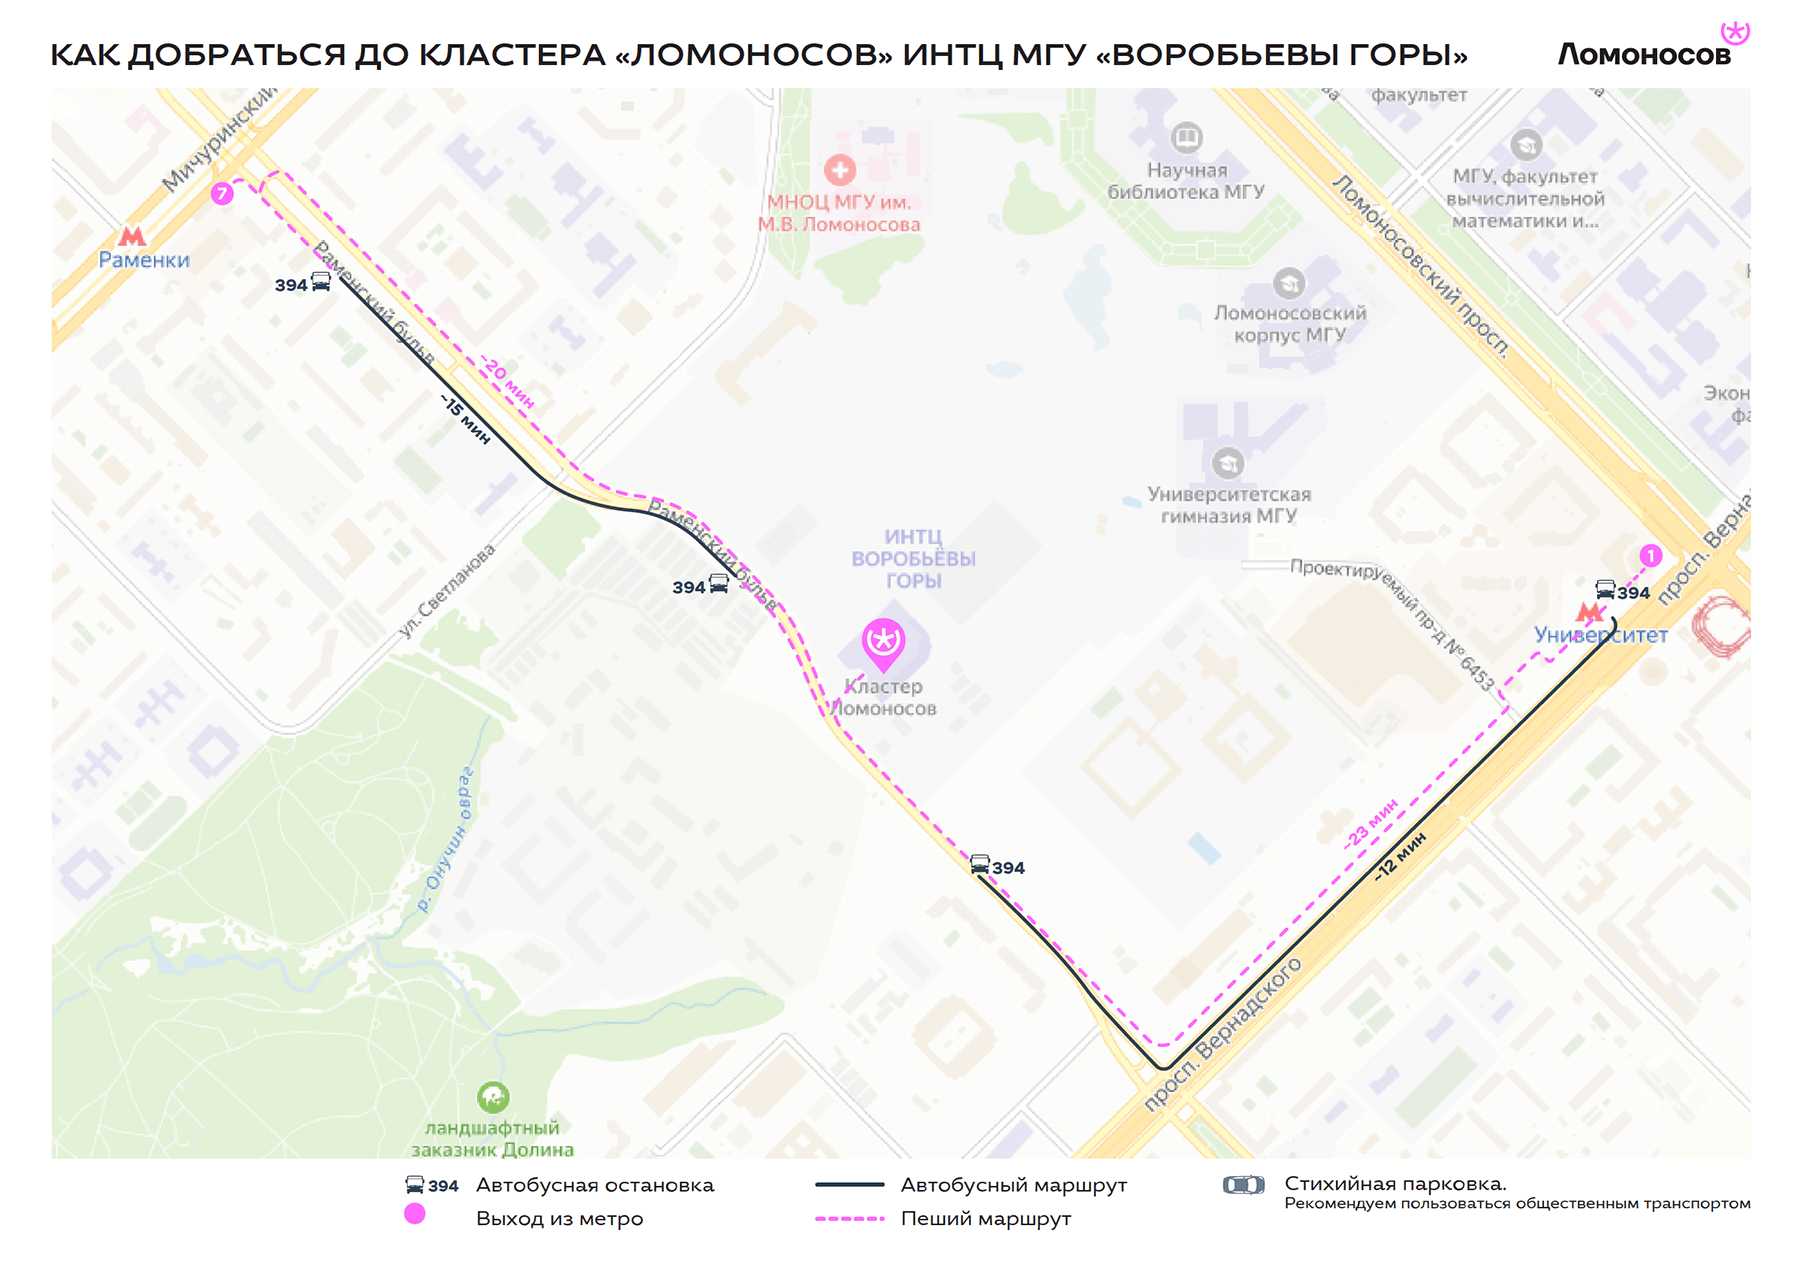 КАК ДОБРАТЬСЯ ДО КЛАСТЕРА «ЛОМОНОСОВ» ИНТЦ МГУ «ВОРОБЬЕВЫ ГОРЫ»
Ломоносов
Мичуринский
7
Раменки
394
Раменский бульв
~20 мин
~15 мин
МНОЦ МГУ им.
М.В. Ломоносова
Научная
библиотека МГУ
факультет
МГУ, факультет
вычислительной
математики и...
Ломоносовский просп.
Ломоносовский
корпус МГУ
Экон
фа
Университетская
гимназия МГУ
Раменский бульв
394
ул. Светланова
ИНТЦ
ВОРОБЬЁВЫ
ГОРЫ
Кластер
Ломоносов
Проектируемый пр-д № 6453
1
394
Университет
просп. Верна
р. Онучин овраг
394
~23 мин
~12 мин
просп. Вернадского
ландшафтный
заказник Долина
394 Автобусная остановка
Выход из метро
Автобусный маршрут
Пеший маршрут
Стихийная парковка.
Рекомендуем пользоваться общественным транспортом